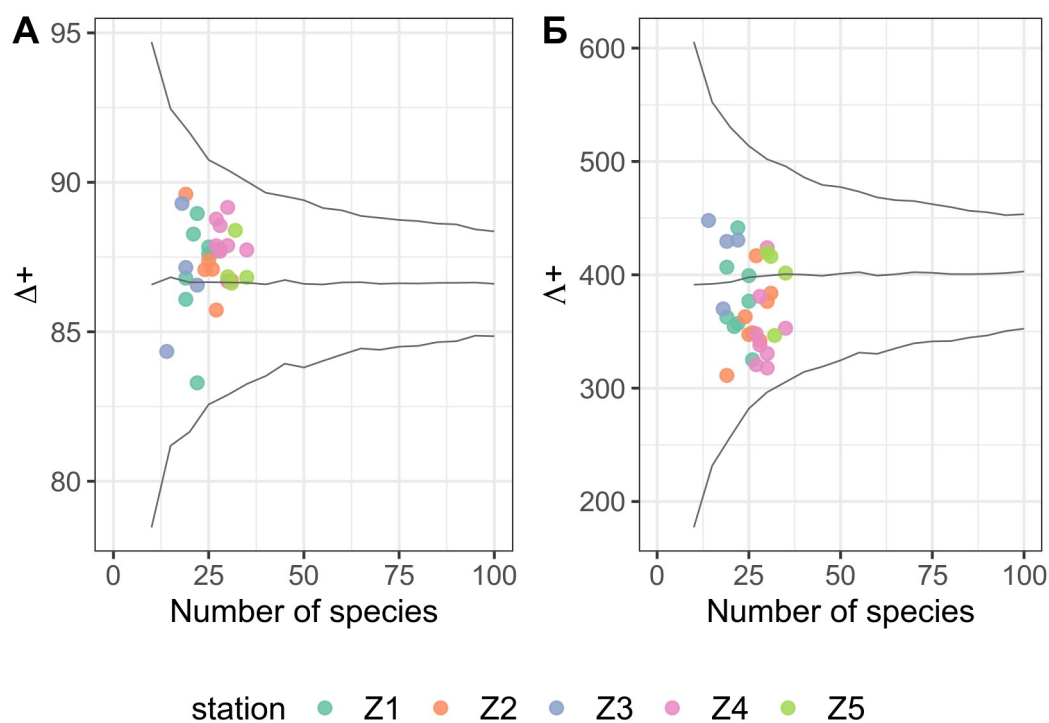 А
95
90
85
80
Δ+
0 25 50 75 100
Number of species
Б
600
500
400
300
200
Λ+
0 25 50 75 100
Number of species
station Z1 Z2 Z3 Z4 Z5